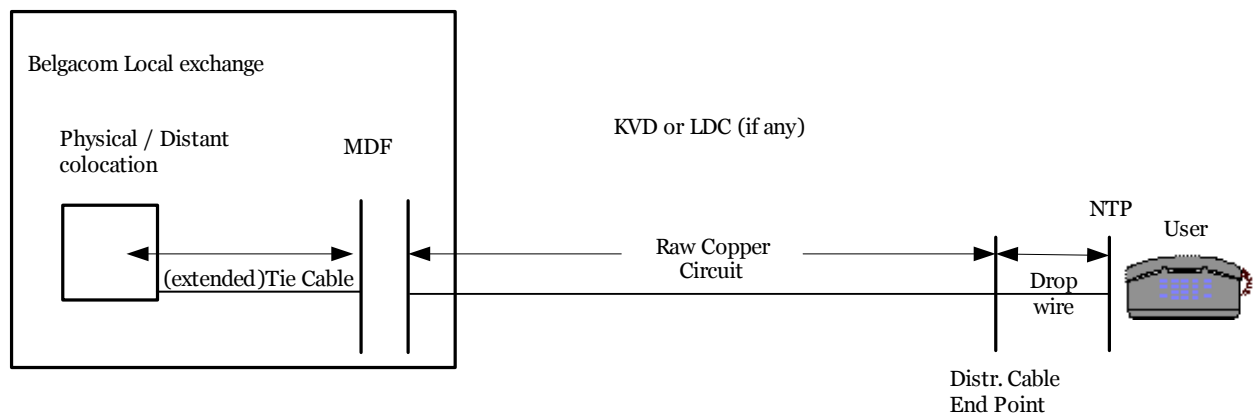 Belgacom Local exchange
Physical / Distant
colocation
MDF
KVD or LDC (if any)
NTP
User
(extended)Tie Cable
Raw Copper
Circuit
Drop
wire
Distr. Cable
End Point